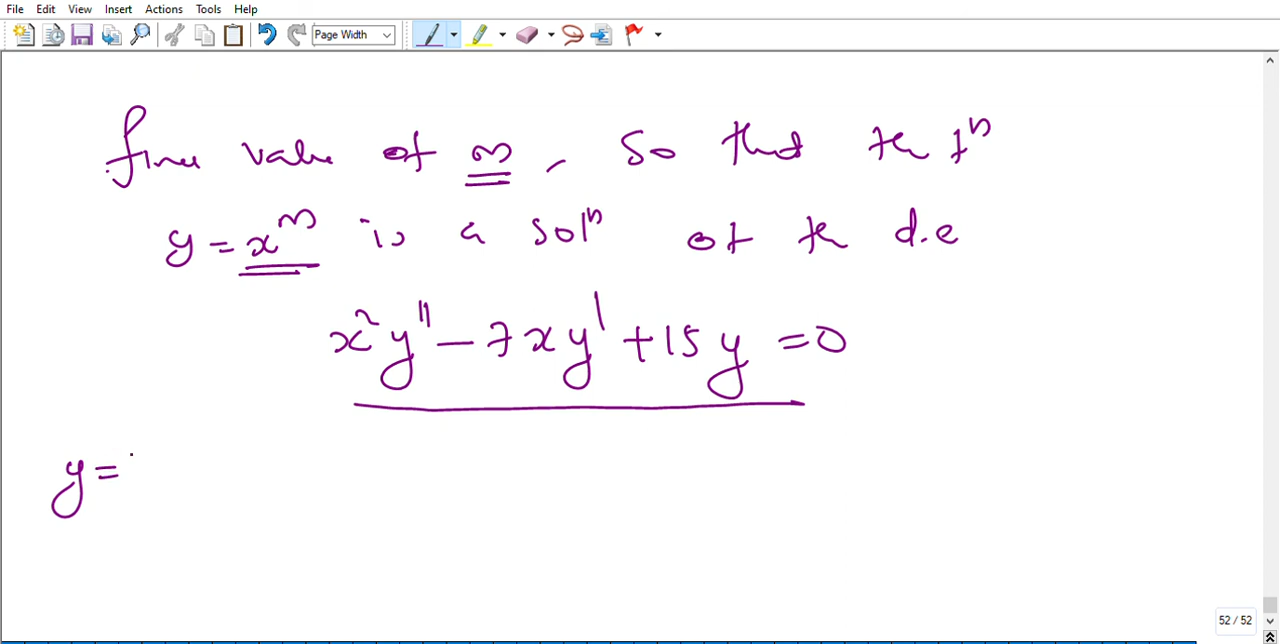 File Edit View Insert Actions Tools Help
Page Width
find value of m, so that the fⁿ
y = xᵐ is a solⁿ of the d.e
x²y'' - 7xy' + 15y = 0
y =
52 / 52